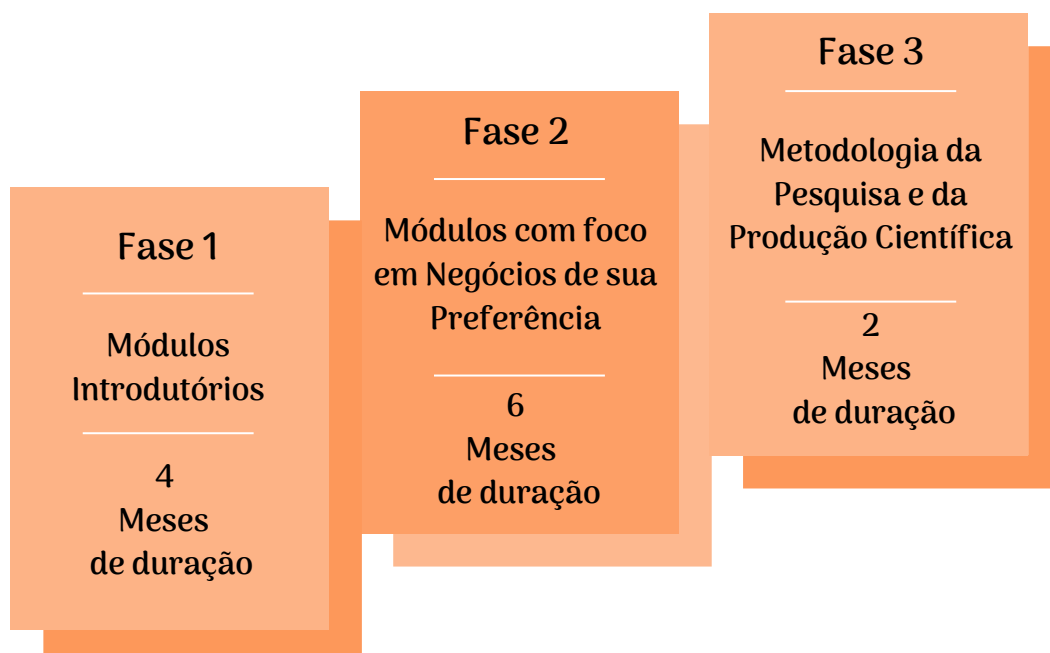 Fase 1
Módulos
Introdutórios
4
Meses
de duração
Fase 2
Módulos com foco
em Negócios de sua
Preferência
6
Meses
de duração
Fase 3
Metodologia da
Pesquisa e da
Produção Científica
2
Meses
de duração